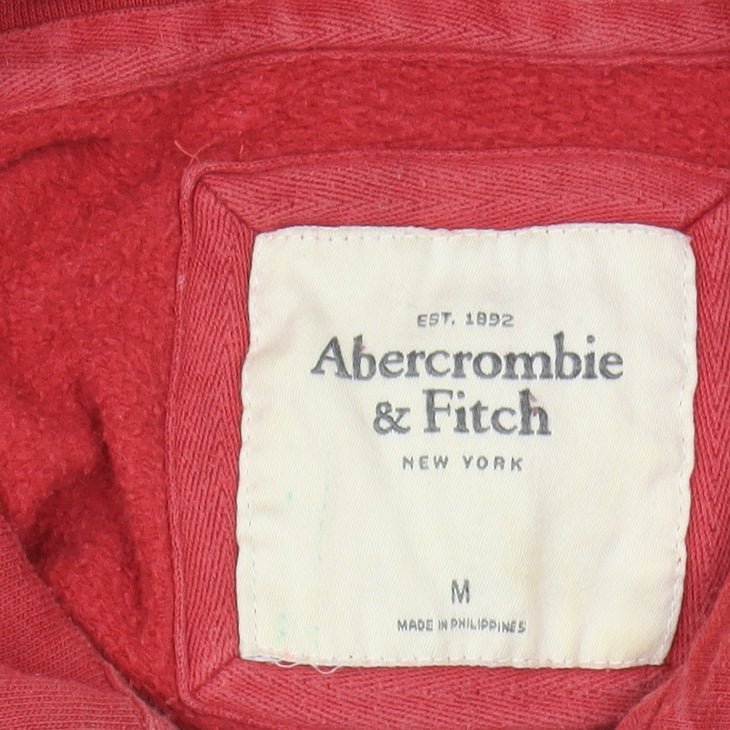 EST. 1892
Abercrombie
& Fitch
NEW YORK
M
MADE IN PHILIPPINES